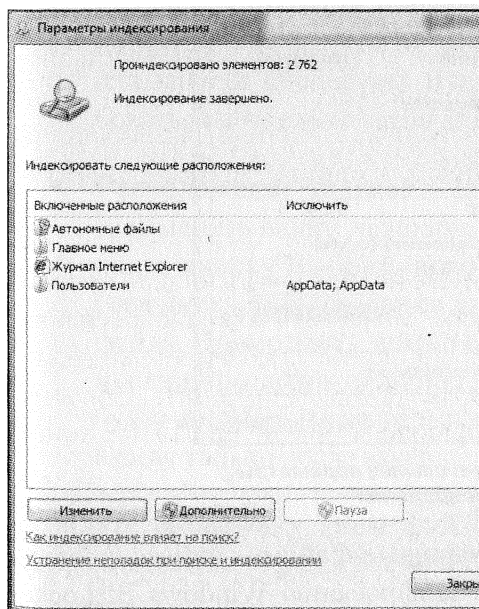 Параметры индексирования
Проиндексировано элементов: 2 762
Индексирование завершено.
Индексировать следующие расположения:
Включенные расположения Исключить
Автономные файлы
Главное меню
Журнал Internet Explorer
Пользователи AppData; AppData
Изменить Дополнительно Пауза
Как индексирование влияет на поиск?
Устранение неполадок при поиске и индексировании
Закры